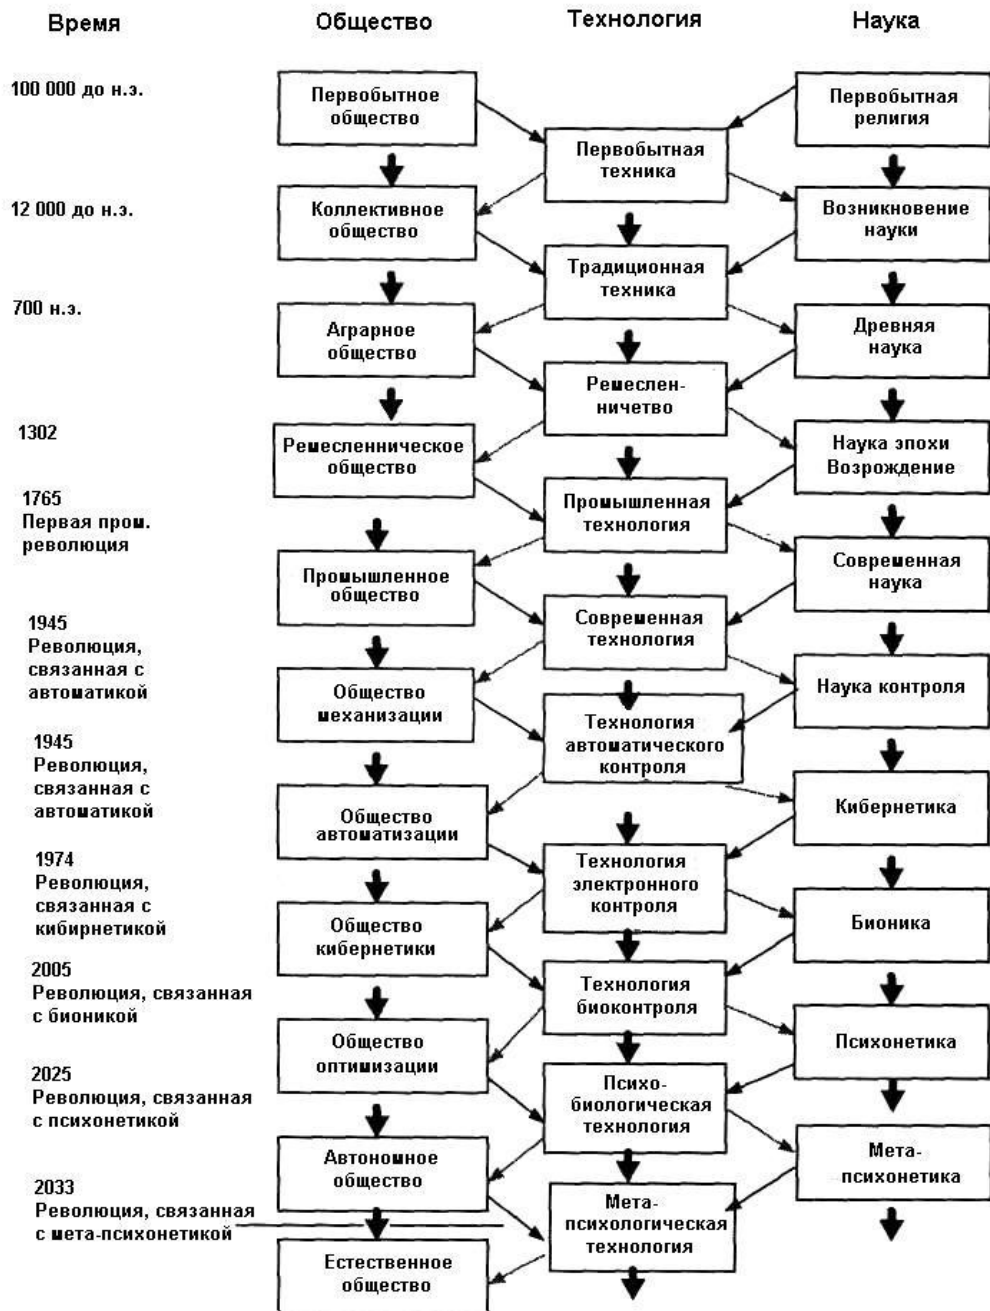 Время
Общество
Технология
Наука
100 000 до н.э.
12 000 до н.э.
700 н.э.
1302
1765
Первая пром.
революция
1945
Революция,
связанная с
автоматикой
1945
Революция,
связанная с
автоматикой
1974
Революция,
связанная с
кибирнетикой
2005
Революция, связанная
с бионикой
2025
Революция, связанная
с психонетикой
2033
Революция, связанная
с мета-психонетикой
Первобытное
общество
Коллективное
общество
Аграрное
общество
Ремесленническое
общество
Промышленное
общество
Общество
механизации
Общество
автоматизации
Общество
кибернетики
Общество
оптимизации
Автономное
общество
Естественное
общество
Первобытная
техника
Традиционная
техника
Ремеслен-
ничетво
Промышленная
технология
Современная
технология
Технология
автоматического
контроля
Технология
электронного
контроля
Технология
биоконтроля
Психо-
биологическая
технология
Мета-
психологическая
технология
Первобытная
религия
Возникновение
науки
Древняя
наука
Наука эпохи
Возрождение
Современная
наука
Наука контроля
Кибернетика
Бионика
Психонетика
Мета-
психонетика